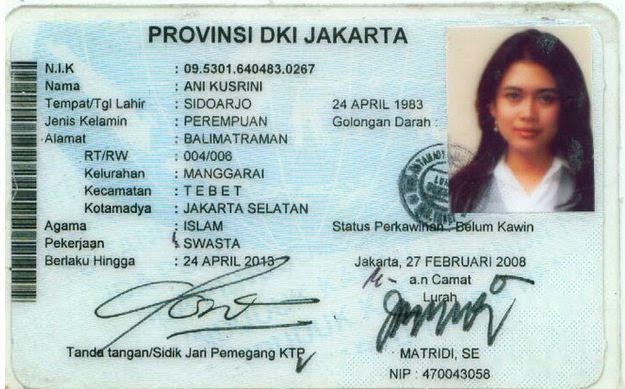 PROVINSI DKI JAKARTA
N.I.K : 09.5301.640483.0267
Nama : ANI KUSRINI
Tempat/Tgl Lahir : SIDOARJO 24 APRIL 1983
Jenis Kelamin : PEREMPUAN Golongan Darah :
Alamat : BALIMATRAMAN
RT/RW : 004/006
Kelurahan : MANGGARAI
Kecamatan : TEBET
Kotamadya : JAKARTA SELATAN
Agama : ISLAM Status Perkawinan : Belum Kawin
Pekerjaan : SWASTA
Berlaku Hingga : 24 APRIL 2013 Jakarta, 27 FEBRUARI 2008
a.n Camat
Lurah
Tanda tangan/Sidik Jari Pemegang KTP MATRIDI, SE
NIP : 470043058